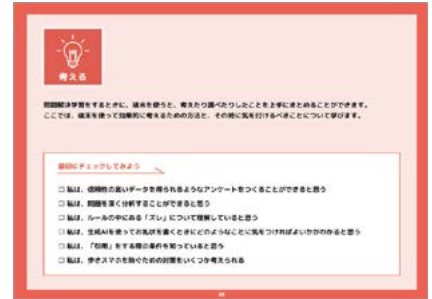 考える
問題解決学習をするときに、端末を使うと、考えたり調べたりしたことを上手にまとめることができます。
ここでは、端末を使って効果的に考えるための方法と、その時に気を付けるべきことについて学びます。
最初にチェックしてみよう
□ 私は、信頼性の高いデータを得られるようなアンケートをつくることができると思う
□ 私は、問題を深く分析することができると思う
□ 私は、ルールの中にある「ズレ」について理解していると思う
□ 私は、生成AIを使ってお礼状を書くときにどのようなことに気をつければよいかがわかると思う
□ 私は、「引用」をする際の条件を知っていると思う
□ 私は、歩きスマホを防ぐための対策をいくつか考えられる